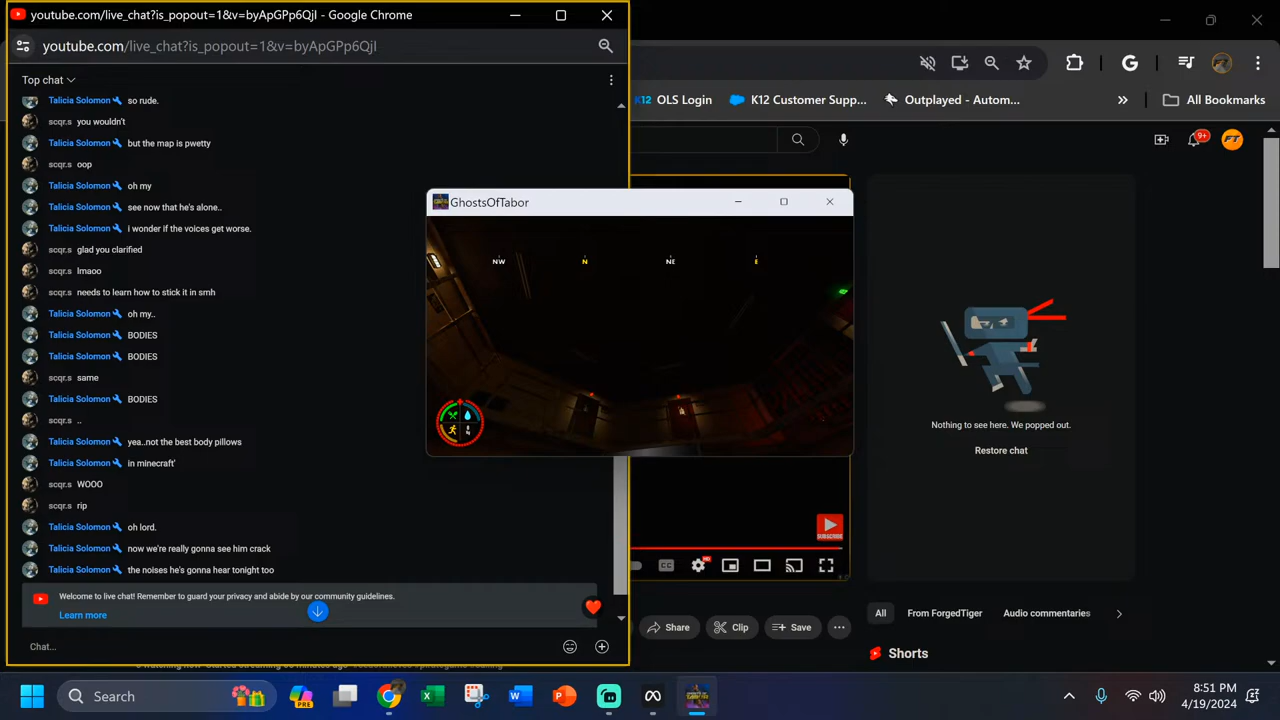 youtube.com/live_chat?is_popout=1&v=byApGPp6QjI - Google Chrome
youtube.com/live_chat?is_popout=1&v=byApGPp6QjI
Top chat
Talicia Solomon so rude.
scqr.s you wouldn't
Talicia Solomon but the map is pwetty
scqr.s oop
Talicia Solomon oh my
Talicia Solomon see now that he's alone..
Talicia Solomon i wonder if the voices get worse.
scqr.s glad you clarified
scqr.s lmaoo
scqr.s needs to learn how to stick it in smh
Talicia Solomon oh my..
Talicia Solomon BODIES
Talicia Solomon BODIES
scqr.s same
Talicia Solomon BODIES
scqr.s ..
Talicia Solomon yea..not the best body pillows
Talicia Solomon in minecraft'
scqr.s WOOO
scqr.s rip
Talicia Solomon oh lord.
Talicia Solomon now we're really gonna see him crack
Talicia Solomon the noises he's gonna hear tonight too
Welcome to live chat! Remember to guard your privacy and abide by our community guidelines.
Learn more
Chat...
K12 OLS Login
K12 Customer Supp...
Outplayed - Autom...
All Bookmarks
9+
FT
GhostsOfTabor
NW N NE E
Nothing to see here. We popped out.
Restore chat
CC
HD
Share
Clip
Save
All
From ForgedTiger
Audio commentaries
Shorts
Search
PRE
8:51 PM
4/19/2024